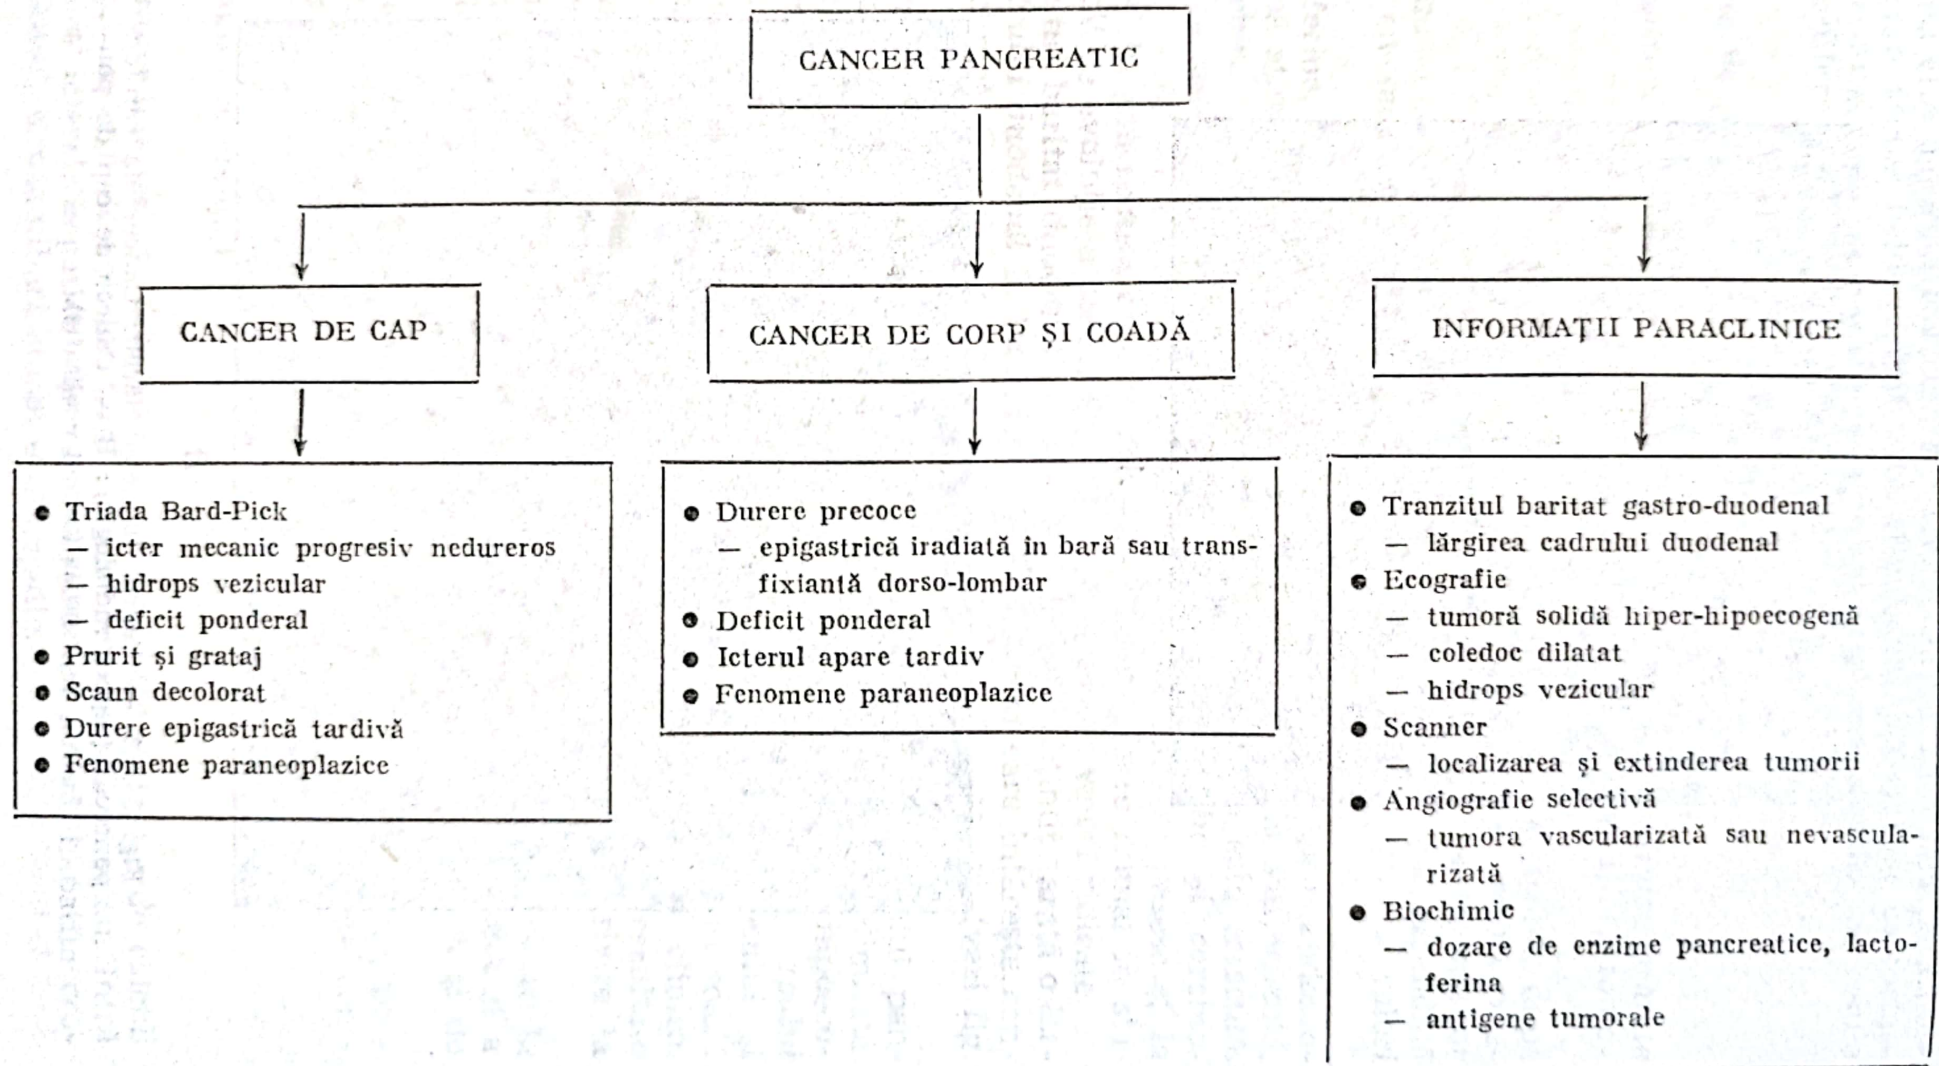 CANCER PANCREATIC
CANCER DE CAP
● Triada Bard-Pick
— icter mecanic progresiv nedureros
— hidrops vezicular
— deficit ponderal
● Prurit și grataj
● Scaun decolorat
● Durere epigastrică tardivă
● Fenomene paraneoplazice
CANCER DE CORP ȘI COADĂ
● Durere precoce
— epigastrică iradiată în bară sau trans-
fixiantă dorso-lombar
● Deficit ponderal
● Icterul apare tardiv
● Fenomene paraneoplazice
INFORMAȚII PARACLINICE
● Tranzitul baritat gastro-duodenal
— lărgirea cadrului duodenal
● Ecografie
— tumoră solidă hiper-hipoecogenă
— coledoc dilatat
— hidrops vezicular
● Scanner
— localizarea și extinderea tumorii
● Angiografie selectivă
— tumora vascularizată sau nevascula-
rizată
● Biochimic
— dozare de enzime pancreatice, lacto-
ferina
— antigene tumorale